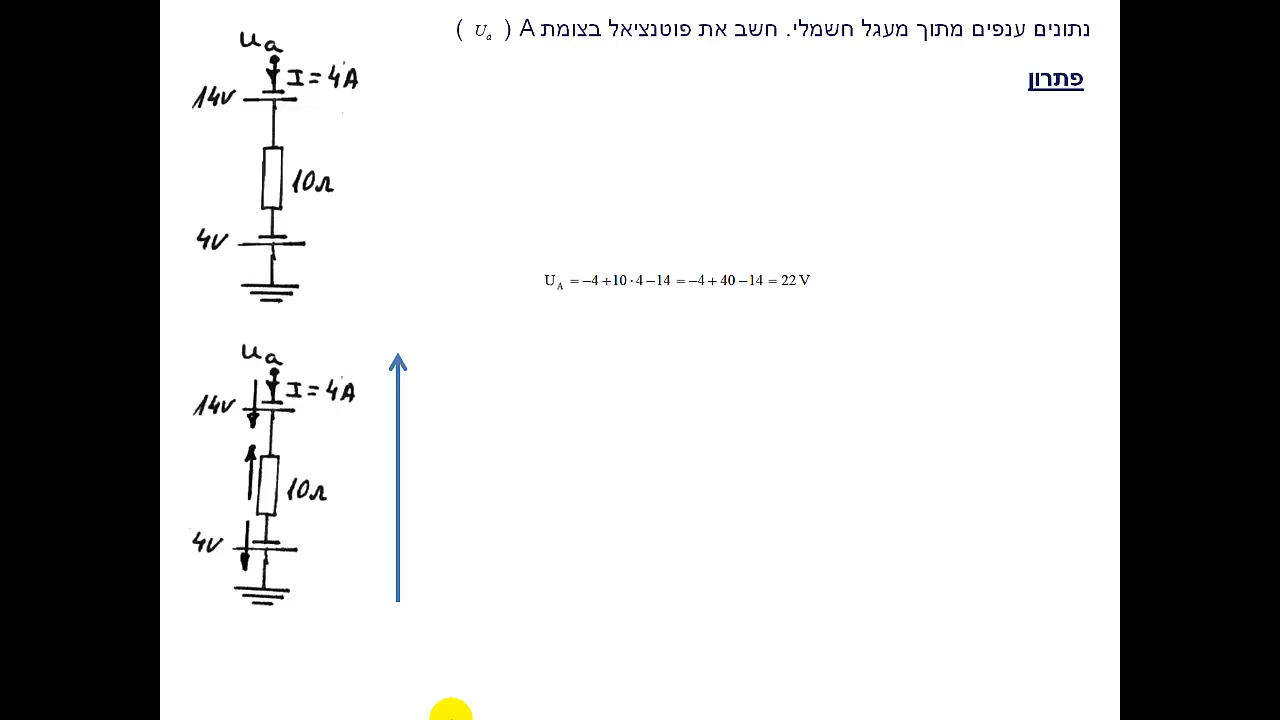 נתונים ענפים מתוך מעגל חשמלי. חשב את פוטנציאל בצומת A ( Uₐ )
פתרון
Ua
I = 4A
14V
10Ω
4V
U_A = −4 + 10 · 4 − 14 = −4 + 40 − 14 = 22 V
Ua
I = 4A
14V
10Ω
4V